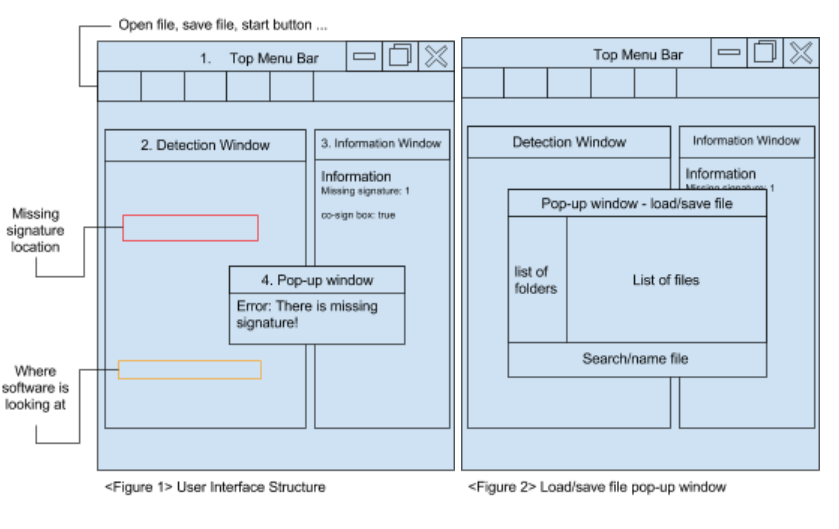 Open file, save file, start button ...
1. Top Menu Bar
2. Detection Window
3. Information Window
Information
Missing signature: 1
co-sign box: true
Missing
signature
location
4. Pop-up window
Error: There is missing
signature!
Where
software is
looking at
<Figure 1> User Interface Structure
Top Menu Bar
Detection Window
Information Window
Information
Missing signature: 1
Pop-up window - load/save file
list of
folders
List of files
Search/name file
<Figure 2> Load/save file pop-up window